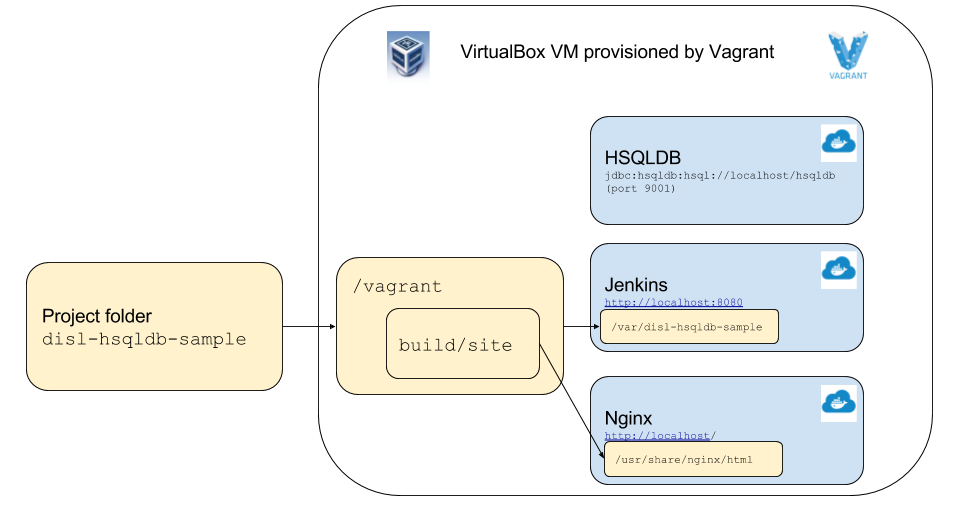 VirtualBox VM provisioned by Vagrant
VAGRANT
HSQLDB
jdbc:hsqldb:hsql://localhost/hsqldb
(port 9001)
Project folder
disl-hsqldb-sample
/vagrant
build/site
Jenkins
http://localhost:8080
/var/disl-hsqldb-sample
Nginx
http://localhost/
/usr/share/nginx/html